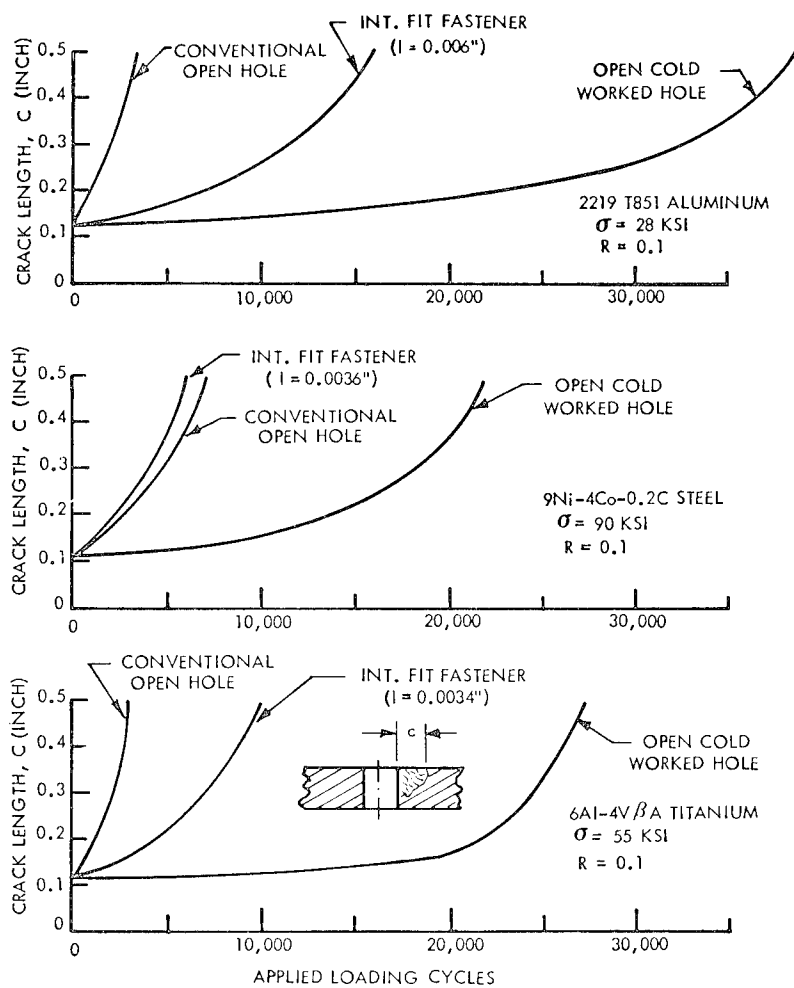 INT. FIT FASTENER
(I = 0.006")
CONVENTIONAL
OPEN HOLE
OPEN COLD
WORKED HOLE
CRACK LENGTH, C (INCH)
0.5
0.4
0.3
0.2
0.1
0
2219 T851 ALUMINUM
σ = 28 KSI
R = 0.1
0
10,000
20,000
30,000
INT. FIT FASTENER
(I = 0.0036")
CONVENTIONAL
OPEN HOLE
OPEN COLD
WORKED HOLE
CRACK LENGTH, C (INCH)
0.5
0.4
0.3
0.2
0.1
0
9Ni-4Co-0.2C STEEL
σ = 90 KSI
R = 0.1
0
10,000
20,000
30,000
CONVENTIONAL
OPEN HOLE
INT. FIT FASTENER
(I = 0.0034")
C
OPEN COLD
WORKED HOLE
CRACK LENGTH, C (INCH)
0.5
0.4
0.3
0.2
0.1
0
6Al-4V βA TITANIUM
σ = 55 KSI
R = 0.1
0
10,000
20,000
30,000
APPLIED LOADING CYCLES